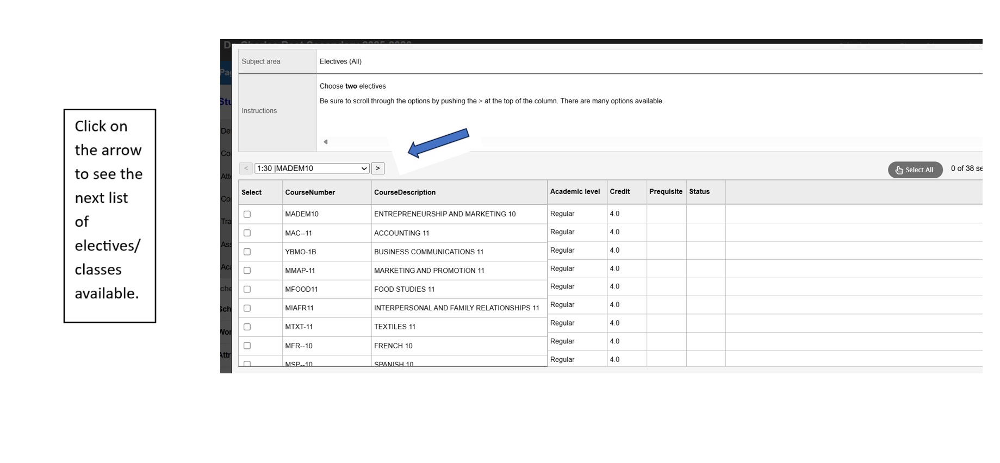 Click on
the arrow
to see the
next list
of
electives/
classes
available.
Subject area
Electives (All)
Instructions
Choose two electives
Be sure to scroll through the options by pushing the > at the top of the column. There are many options available.
<
1:30 |MADEM10
>
Select All
0 of 38 se
Select CourseNumber CourseDescription Academic level Credit Prequisite Status
MADEM10 ENTREPRENEURSHIP AND MARKETING 10 Regular 4.0
MAC--11 ACCOUNTING 11 Regular 4.0
YBMO-1B BUSINESS COMMUNICATIONS 11 Regular 4.0
MMAP-11 MARKETING AND PROMOTION 11 Regular 4.0
MFOOD11 FOOD STUDIES 11 Regular 4.0
MIAFR11 INTERPERSONAL AND FAMILY RELATIONSHIPS 11 Regular 4.0
MTXT-11 TEXTILES 11 Regular 4.0
MFR--10 FRENCH 10 Regular 4.0
MSP--10 SPANISH 10 Regular 4.0